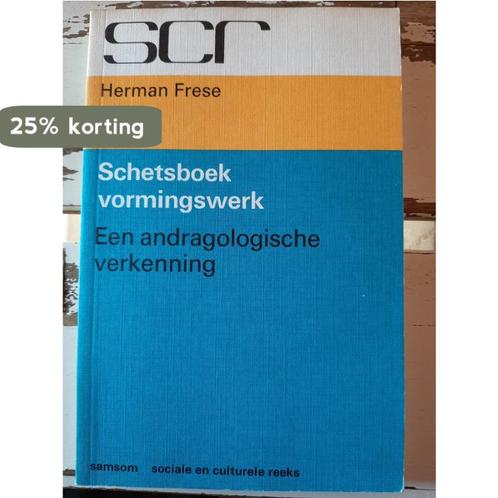 scr
Herman Frese
25% korting
Schetsboek
vormingswerk
Een andragologische
verkenning
samsom sociale en culturele reeks